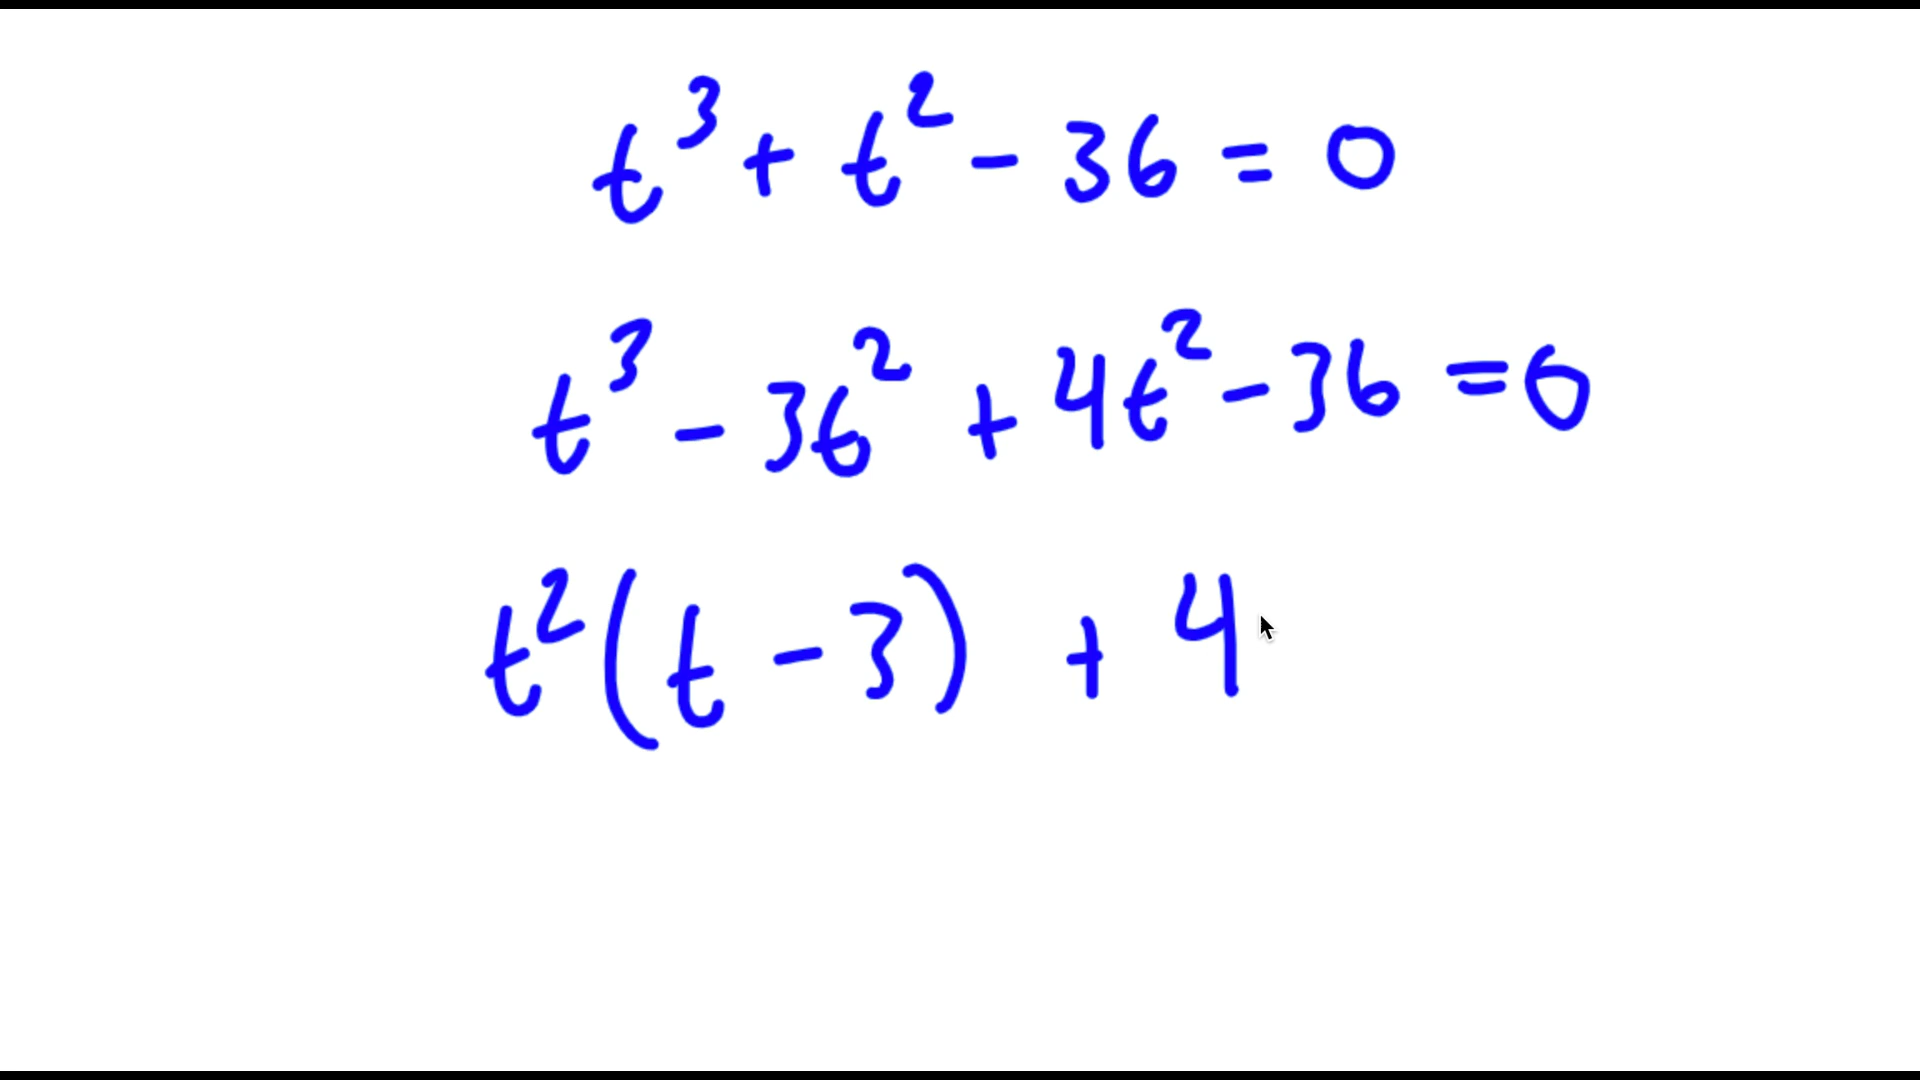 t³ + t² - 36 = 0
t³ - 3t² + 4t² - 36 = 0
t²(t - 3) + 4